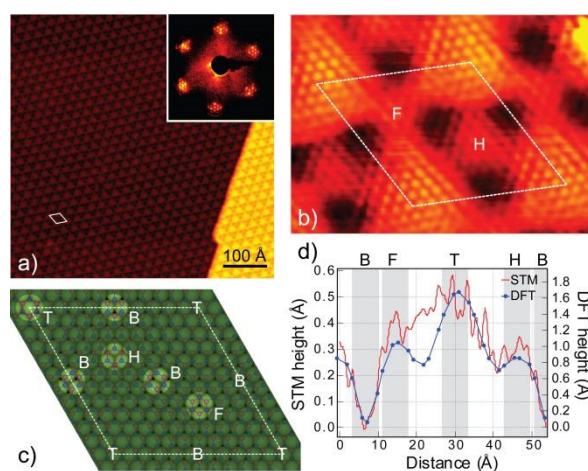 a)
100 Å
F
H
b)
T
B
T
H
B
B
B
F
T
B
T
c)
d)
B F T H B
STM
DFT
STM height (Å)
0.6
0.5
0.4
0.3
0.2
0.1
0.0
DFT height (Å)
1.6
1.4
1.2
1.0
0.8
0.6
0.4
0.2
0.0
0 10 20 30 40 50
Distance (Å)